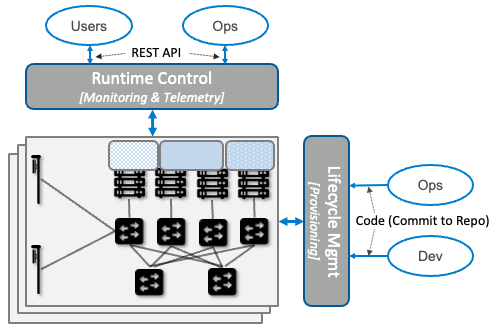 Users
Ops
REST API
Runtime Control
[Monitoring & Telemetry]
Lifecycle Mgmt
[Provisioning]
Ops
Code (Commit to Repo)
Dev